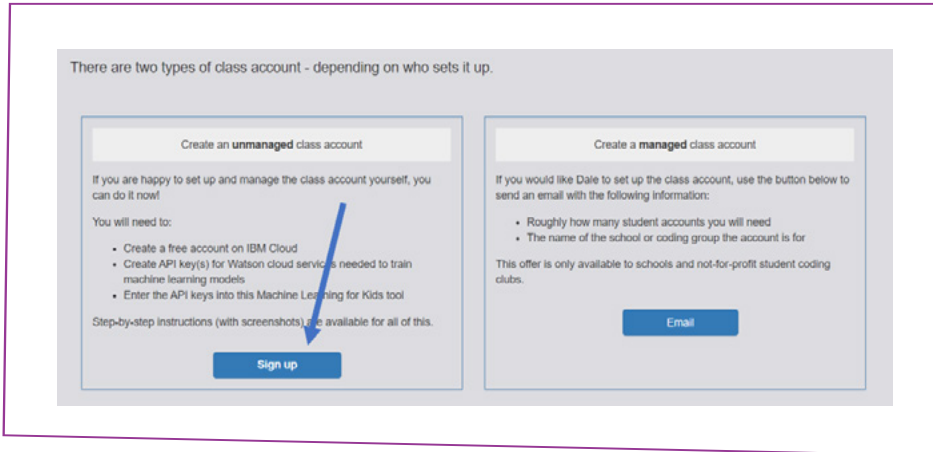 There are two types of class account - depending on who sets it up.
Create an unmanaged class account
If you are happy to set up and manage the class account yourself, you
can do it now!
You will need to:
• Create a free account on IBM Cloud
• Create API key(s) for Watson cloud services needed to train
machine learning models
• Enter the API keys into this Machine Learning for Kids tool
Step-by-step instructions (with screenshots) are available for all of this.
Sign up
Create a managed class account
If you would like Dale to set up the class account, use the button below to
send an email with the following information:
• Roughly how many student accounts you will need
• The name of the school or coding group the account is for
This offer is only available to schools and not-for-profit student coding
clubs.
Email